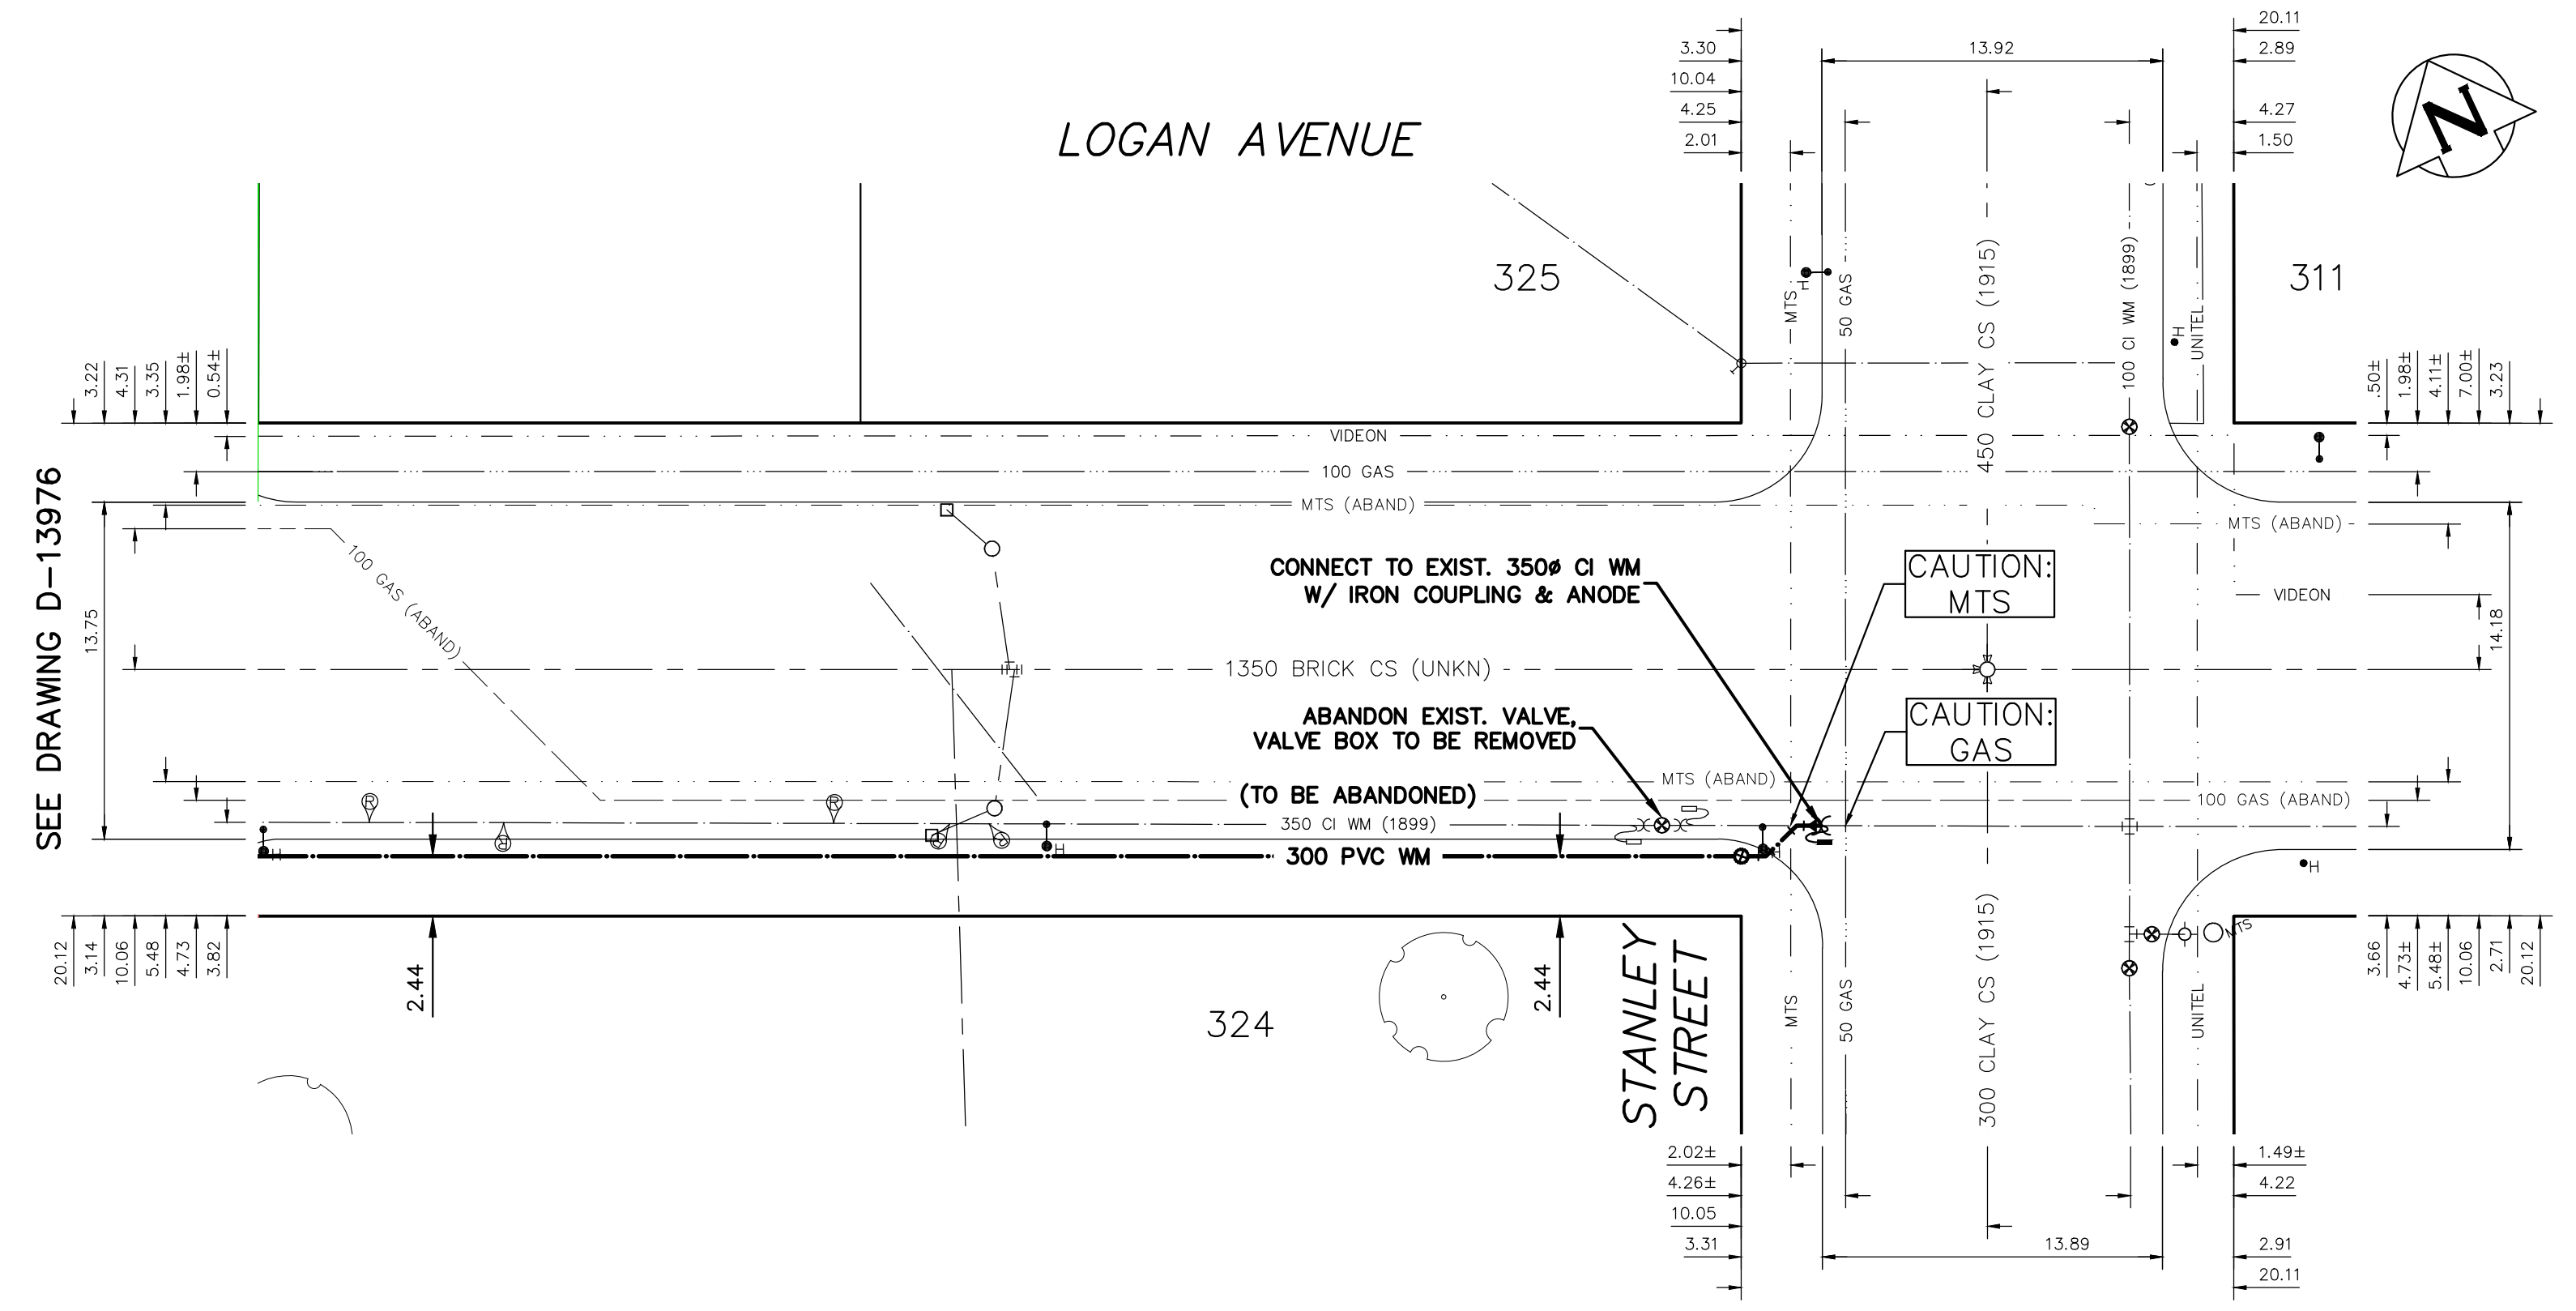 20.11
3.30
13.92
2.89
10.04
4.25
4.27
2.01
1.50
N
LOGAN AVENUE
325
311
MTS
H
50 GAS
450 CLAY CS (1915)
100 CI WM (1899)
UNITEL
H
3.22
4.31
3.35
1.98±
0.54±
.50±
1.98±
4.11±
7.00±
3.23
VIDEON
100 GAS
MTS (ABAND)
MTS (ABAND)
SEE DRAWING D-13976
13.75
100 GAS (ABAND)
CONNECT TO EXIST. 350ø CI WM
W/ IRON COUPLING & ANODE
CAUTION:
MTS
VIDEON
14.18
1350 BRICK CS (UNKN)
ABANDON EXIST. VALVE,
VALVE BOX TO BE REMOVED
CAUTION:
GAS
MTS (ABAND)
(TO BE ABANDONED)
100 GAS (ABAND)
R
R
R
R
R
350 CI WM (1899)
H
H
H
H
300 PVC WM
20.12
3.14
10.06
5.48
4.73
3.82
2.44
2.44
324
STANLEY
STREET
MTS
50 GAS
300 CLAY CS (1915)
UNITEL
MTS
3.66
4.73±
5.48±
10.06
2.71
20.12
2.02±
1.49±
4.26±
4.22
10.05
3.31
13.89
2.91
20.11